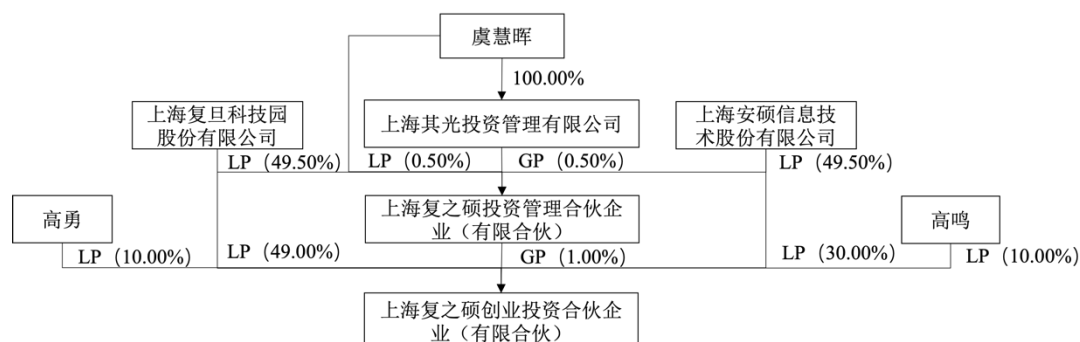 虞慧晖
100.00%
上海复旦科技园
股份有限公司
上海其光投资管理有限公司
上海安硕信息技
术股份有限公司
LP（49.50%）
LP（0.50%）
GP（0.50%）
LP（49.50%）
高勇
上海复之硕投资管理合伙企
业（有限合伙）
高鸣
LP（10.00%）
LP（49.00%）
GP（1.00%）
LP（30.00%）
LP（10.00%）
上海复之硕创业投资合伙企
业（有限合伙）